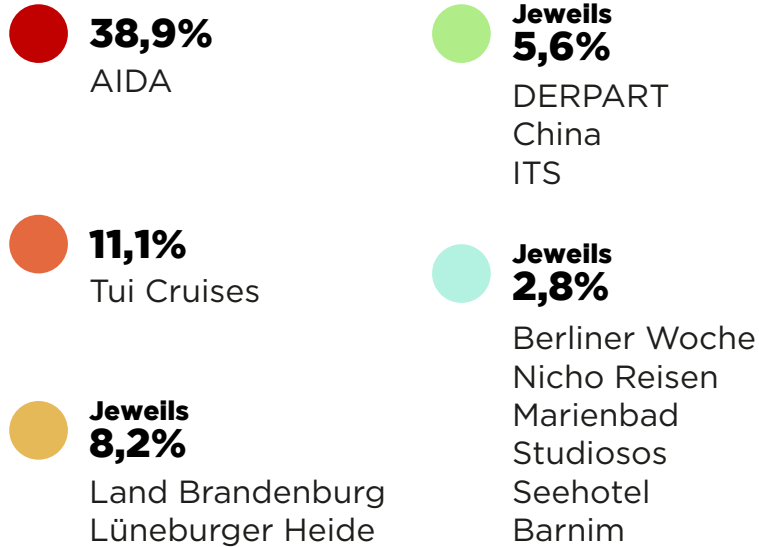 38,9%
AIDA
11,1%
Tui Cruises
Jeweils
8,2%
Land Brandenburg
Lüneburger Heide
Jeweils
5,6%
DERPART
China
ITS
Jeweils
2,8%
Berliner Woche
Nicho Reisen
Marienbad
Studiosos
Seehotel
Barnim